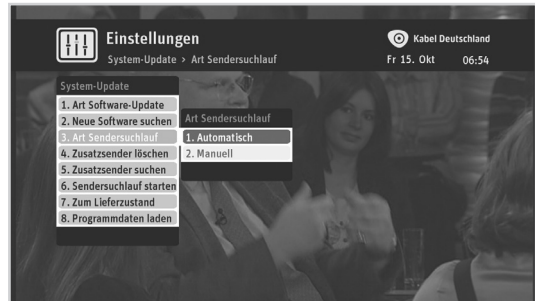 Einstellungen
System-Update > Art Sendersuchlauf
Kabel Deutschland
Fr 15. Okt 06:54
System-Update
1. Art Software-Update
2. Neue Software suchen
3. Art Sendersuchlauf
4. Zusatzsender löschen
5. Zusatzsender suchen
6. Sendersuchlauf starten
7. Zum Lieferzustand
8. Programmdaten laden
Art Sendersuchlauf
1. Automatisch
2. Manuell